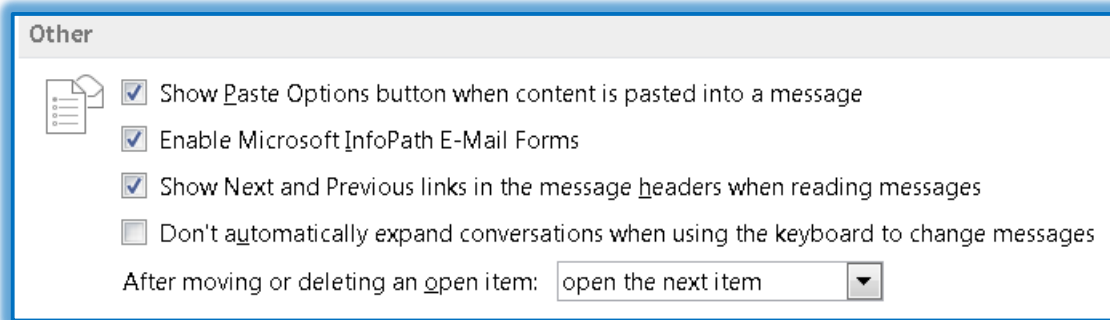 Other
Show Paste Options button when content is pasted into a message
Enable Microsoft InfoPath E-Mail Forms
Show Next and Previous links in the message headers when reading messages
Don't automatically expand conversations when using the keyboard to change messages
After moving or deleting an open item: open the next item